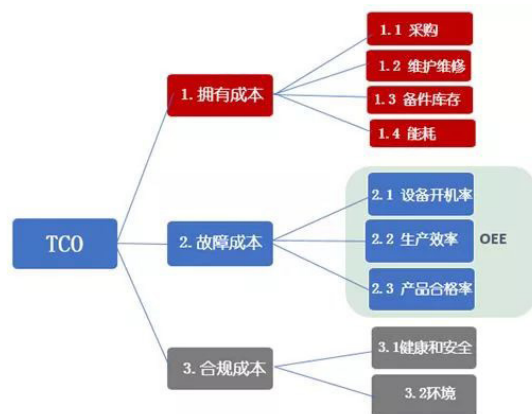 TCO
1.拥有成本
1.1 采购
1.2 维护维修
1.3 备件库存
1.4 能耗
2.故障成本
2.1 设备开机率
2.2 生产效率
2.3 产品合格率
OEE
3.合规成本
3.1健康和安全
3.2环境